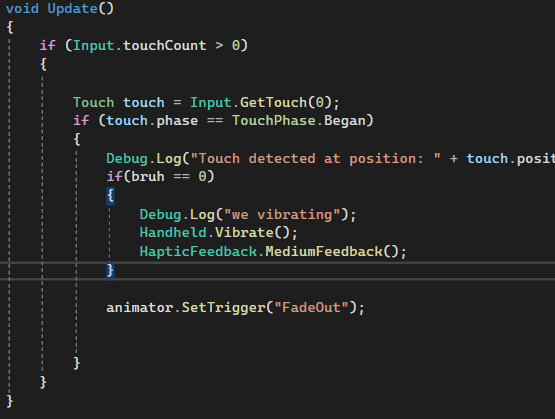 void Update()
{
if (Input.touchCount > 0)
{
Touch touch = Input.GetTouch(0);
if (touch.phase == TouchPhase.Began)
{
Debug.Log("Touch detected at position: " + touch.posit
if(bruh == 0)
{
Debug.Log("we vibrating");
Handheld.Vibrate();
HapticFeedback.MediumFeedback();
}
animator.SetTrigger("FadeOut");
}
}
}